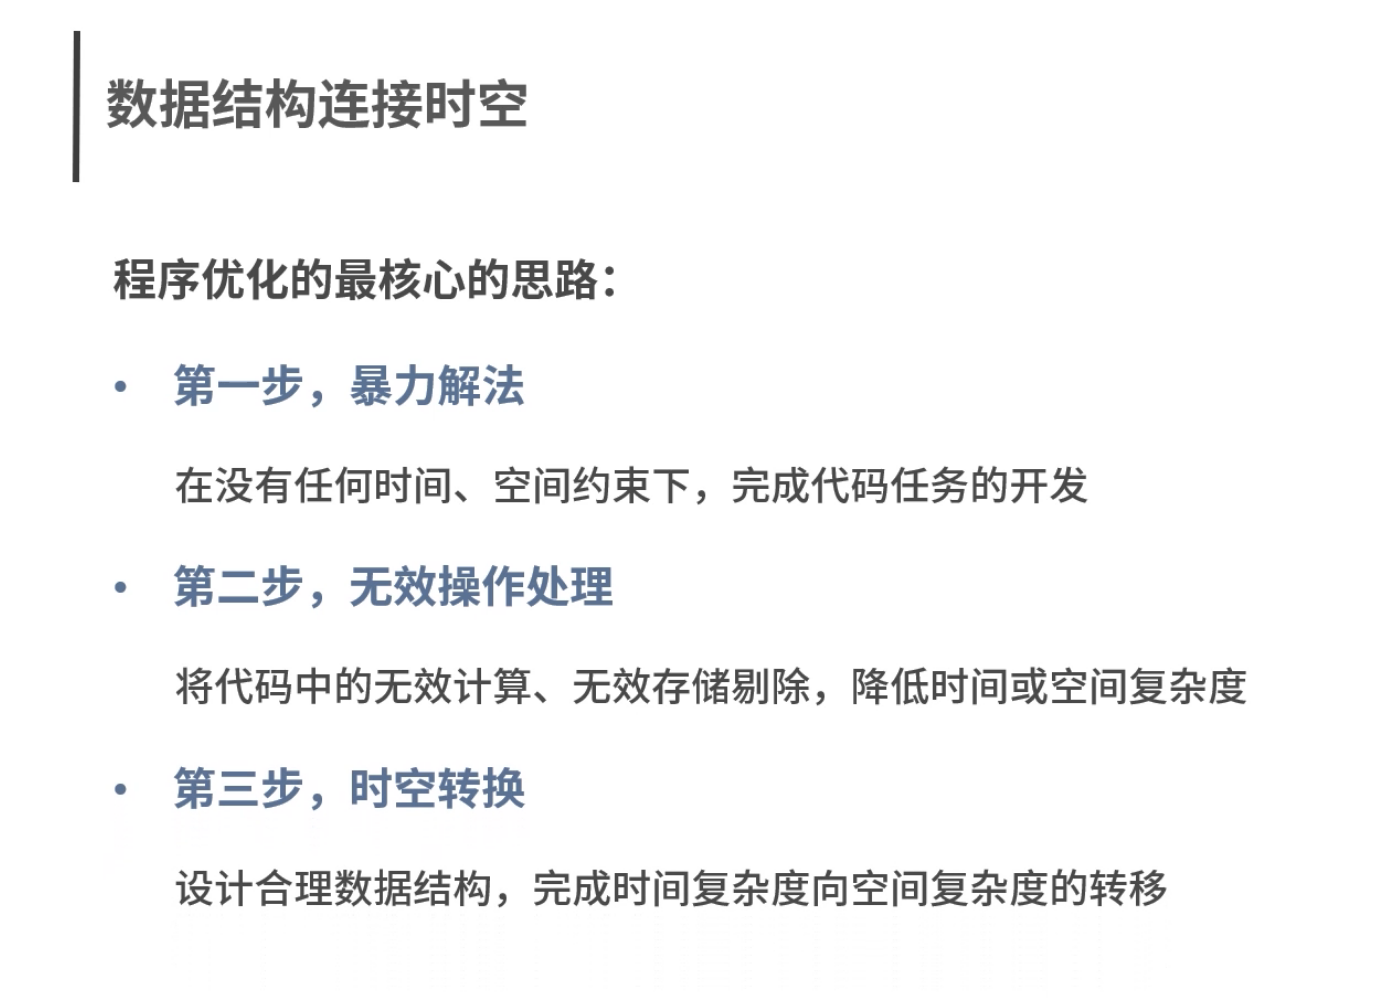 数据结构连接时空
程序优化的最核心的思路：
• 第一步，暴力解法
在没有任何时间、空间约束下，完成代码任务的开发
• 第二步，无效操作处理
将代码中的无效计算、无效存储剔除，降低时间或空间复杂度
• 第三步，时空转换
设计合理数据结构，完成时间复杂度向空间复杂度的转移